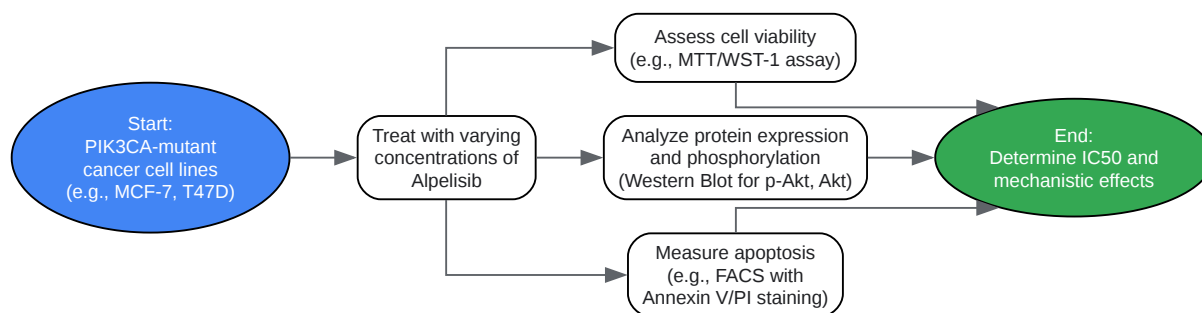 Start:
PIK3CA-mutant
cancer cell lines
(e.g., MCF-7, T47D)
Treat with varying
concentrations of
Alpelisib
Assess cell viability
(e.g., MTT/WST-1 assay)
Analyze protein expression
and phosphorylation
(Western Blot for p-Akt, Akt)
Measure apoptosis
(e.g., FACS with
Annexin V/PI staining)
End:
Determine IC50 and
mechanistic effects